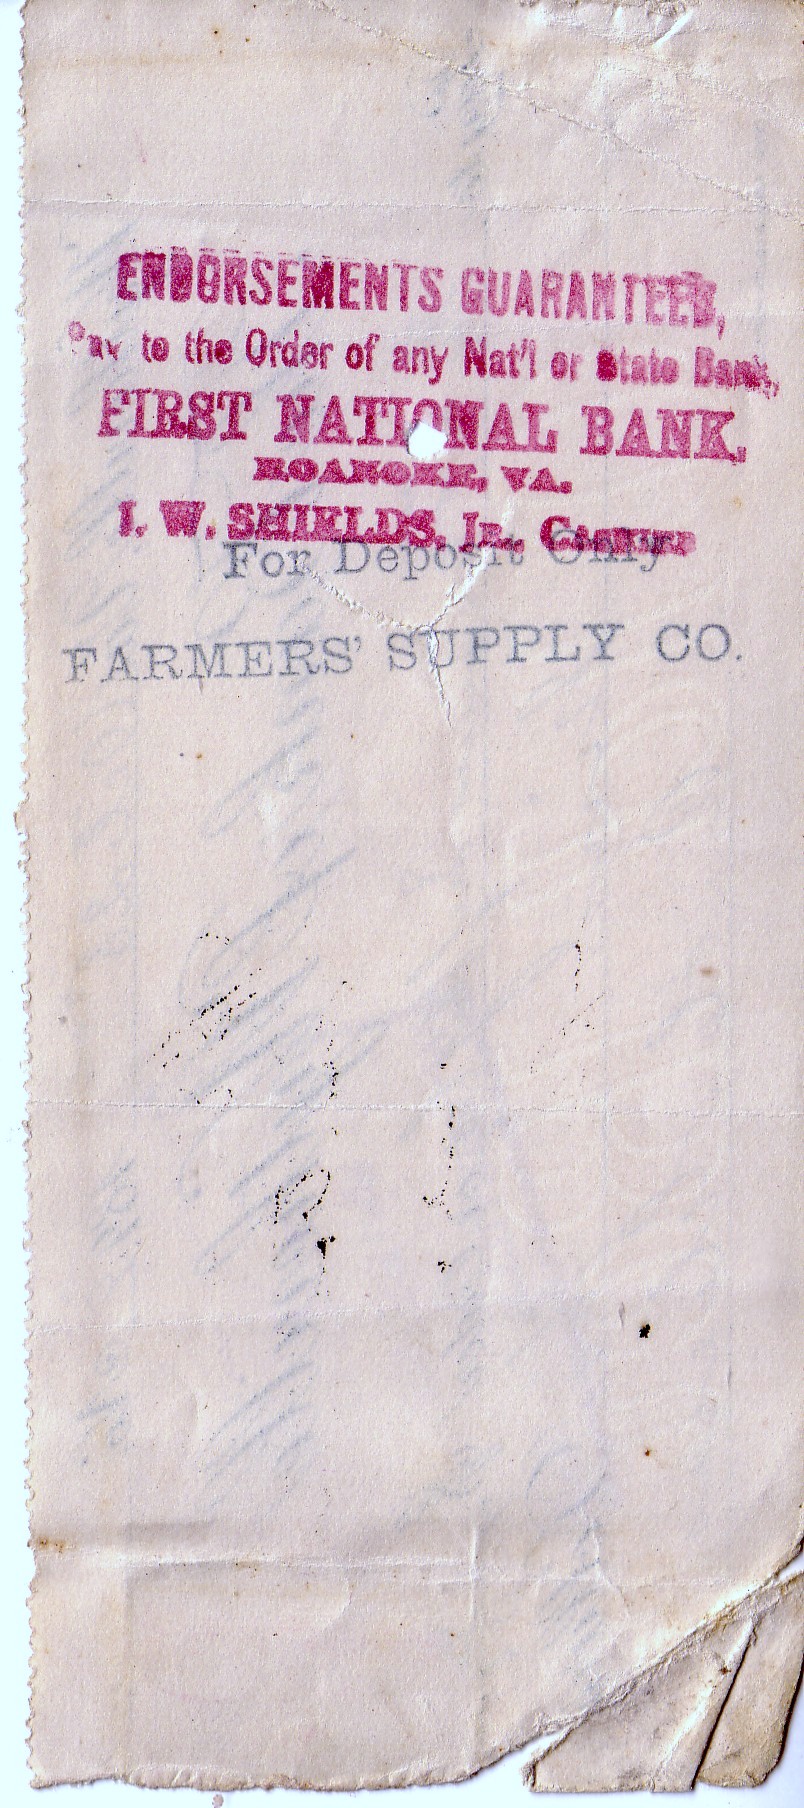 ENDORSEMENTS GUARANTEED,
Pay to the Order of any Nat'l or State Bank,
FIRST NATIONAL BANK,
ROANOKE, VA.
J. W. SHIELDS, JR., CASHIER
For Deposit Only
FARMERS' SUPPLY CO.